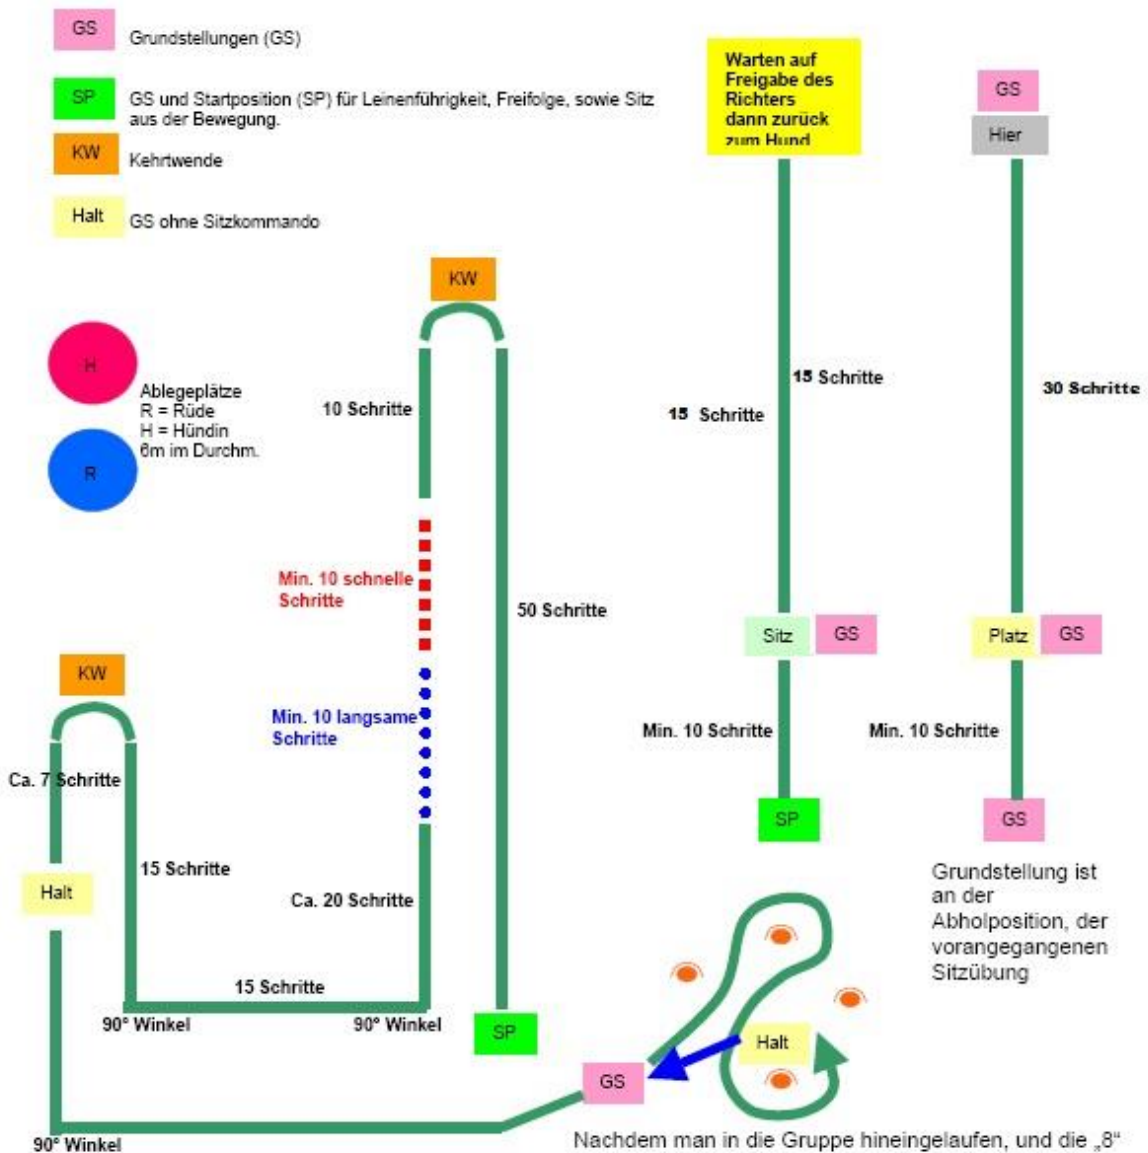 GS
Grundstellungen (GS)
SP
GS und Startposition (SP) für Leinenführigkeit, Freifolge, sowie Sitz
aus der Bewegung.
KW
Kehrtwende
Halt
GS ohne Sitzkommando
H
Ablegeplätze
R = Rüde
H = Hündin
6m im Durchm.
R
KW
10 Schritte
Min. 10 schnelle
Schritte
50 Schritte
Min. 10 langsame
Schritte
KW
Ca. 7 Schritte
15 Schritte
Halt
Ca. 20 Schritte
15 Schritte
90° Winkel
90° Winkel
SP
90° Winkel
GS
Halt
Nachdem man in die Gruppe hineingelaufen, und die „8“
Warten auf
Freigabe des
Richters
dann zurück
zum Hund
15 Schritte
15 Schritte
Sitz
GS
Min. 10 Schritte
SP
GS
Hier
30 Schritte
Platz
GS
Min. 10 Schritte
GS
Grundstellung ist
an der
Abholposition, der
vorangegangenen
Sitzübung